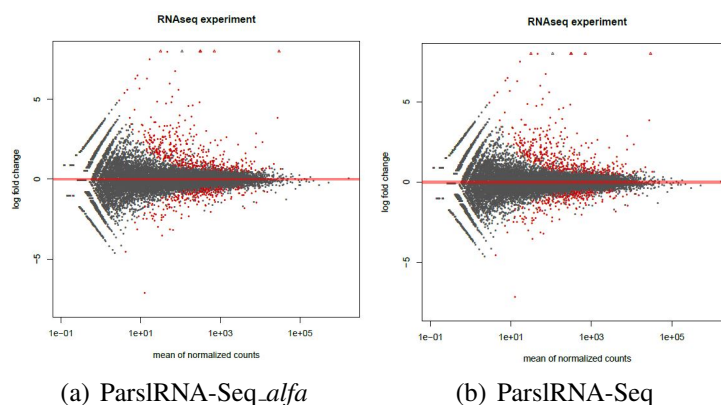 RNAseq experiment
log fold change
5
0
−5
1e−01
1e+01
1e+03
1e+05
mean of normalized counts
(a) ParslRNA-Seq_alfa
RNAseq experiment
log fold change
5
0
−5
1e−01
1e+01
1e+03
1e+05
mean of normalized counts
(b) ParslRNA-Seq